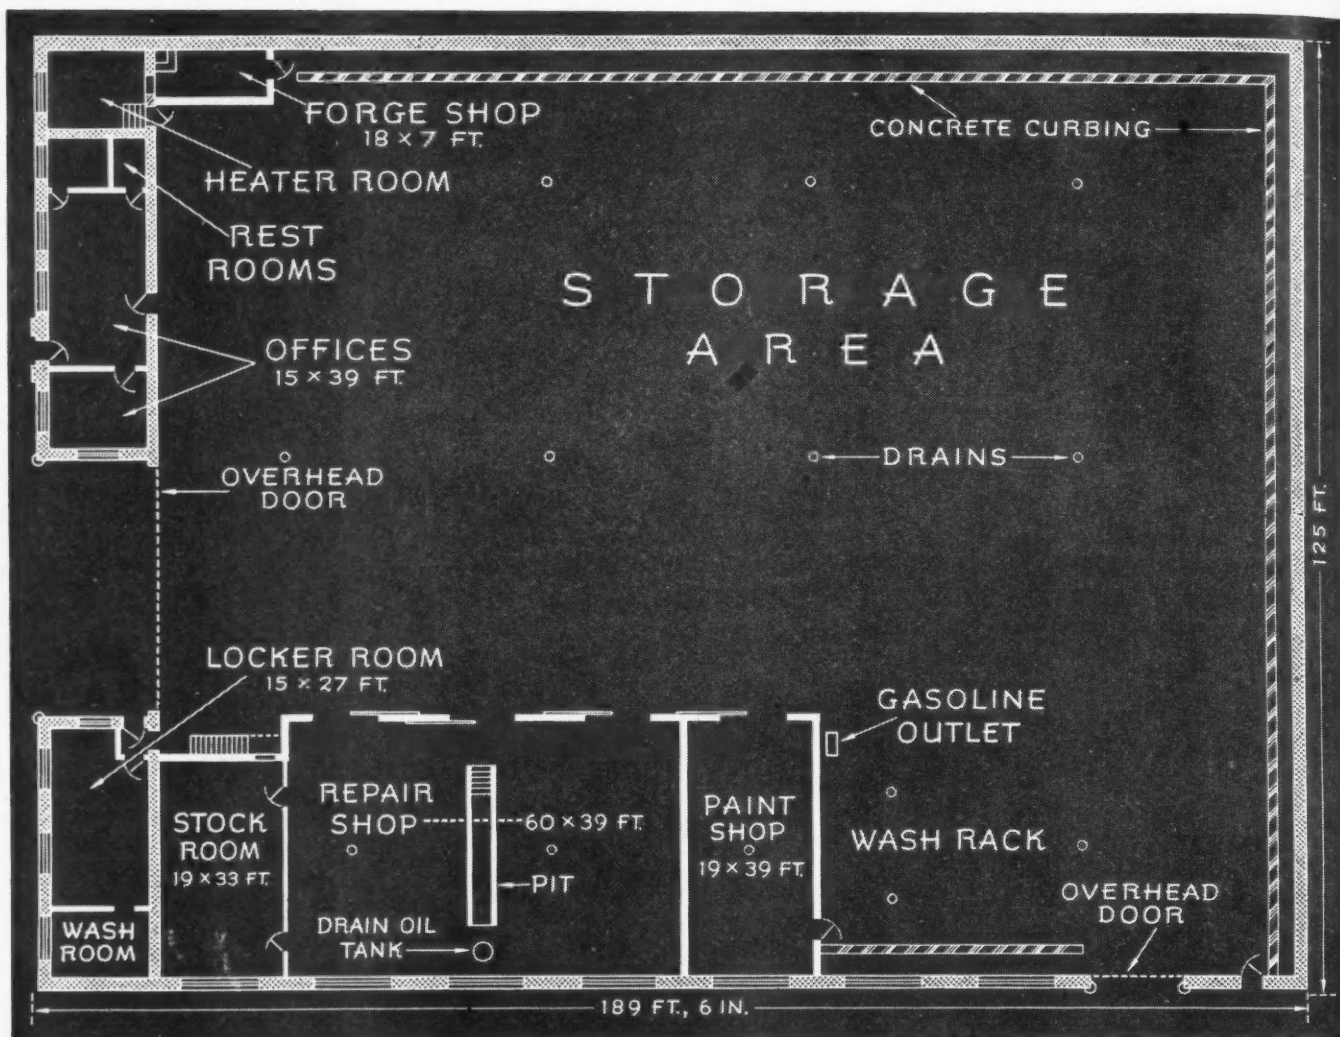 FORGE SHOP
18 × 7 FT.
CONCRETE CURBING
HEATER ROOM
REST
ROOMS
STORAGE
AREA
OFFICES
15 × 39 FT.
OVERHEAD
DOOR
DRAINS
125 FT.
LOCKER ROOM
15 × 27 FT.
GASOLINE
OUTLET
REPAIR
SHOP
60 × 39 FT.
PAINT
SHOP
19 × 39 FT.
STOCK
ROOM
19 × 33 FT.
WASH RACK
PIT
OVERHEAD
DOOR
DRAIN OIL
TANK
WASH
ROOM
189 FT., 6 IN.